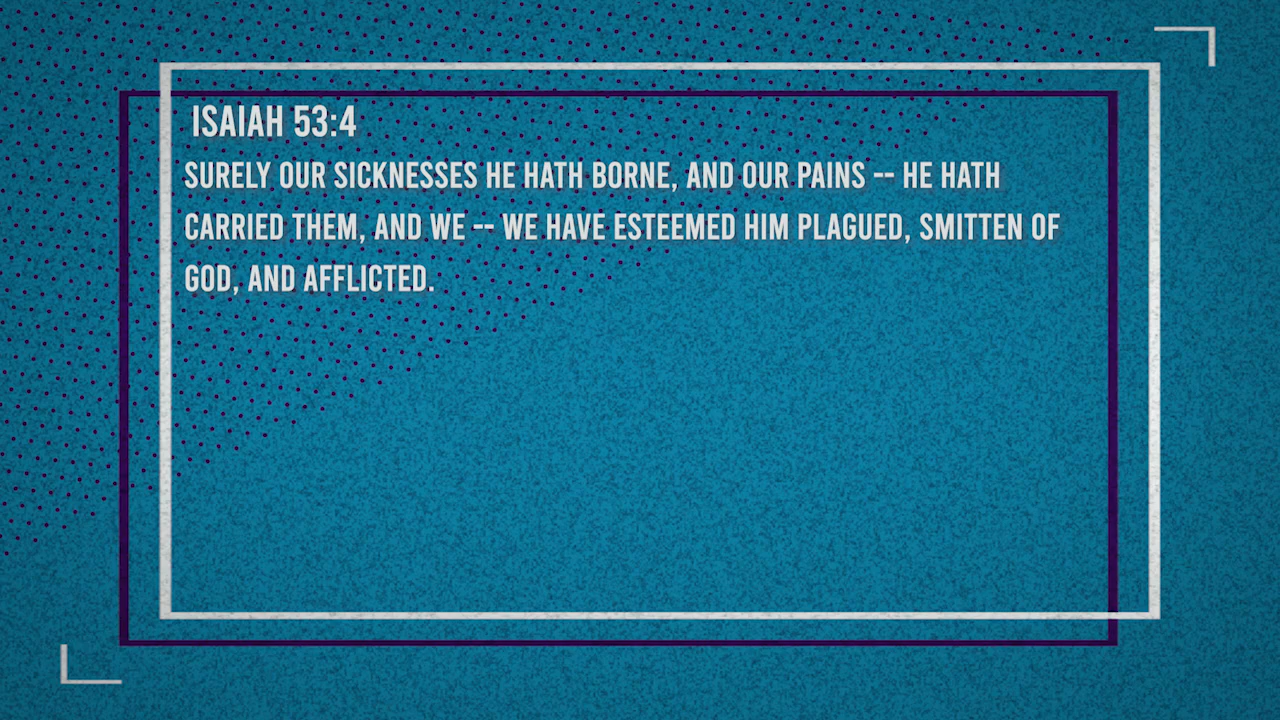 ISAIAH 53:4
SURELY OUR SICKNESSES HE HATH BORNE, AND OUR PAINS -- HE HATH
CARRIED THEM, AND WE -- WE HAVE ESTEEMED HIM PLAGUED, SMITTEN OF
GOD, AND AFFLICTED.